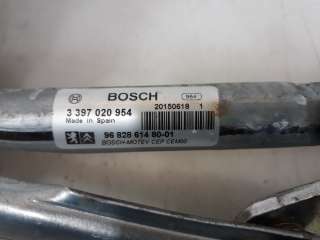 BOSCH 964
3 397 020 954 20150618 1
Made in Spain
96 828 614 80-01
BOSCH-MOTEV CEP CEM00